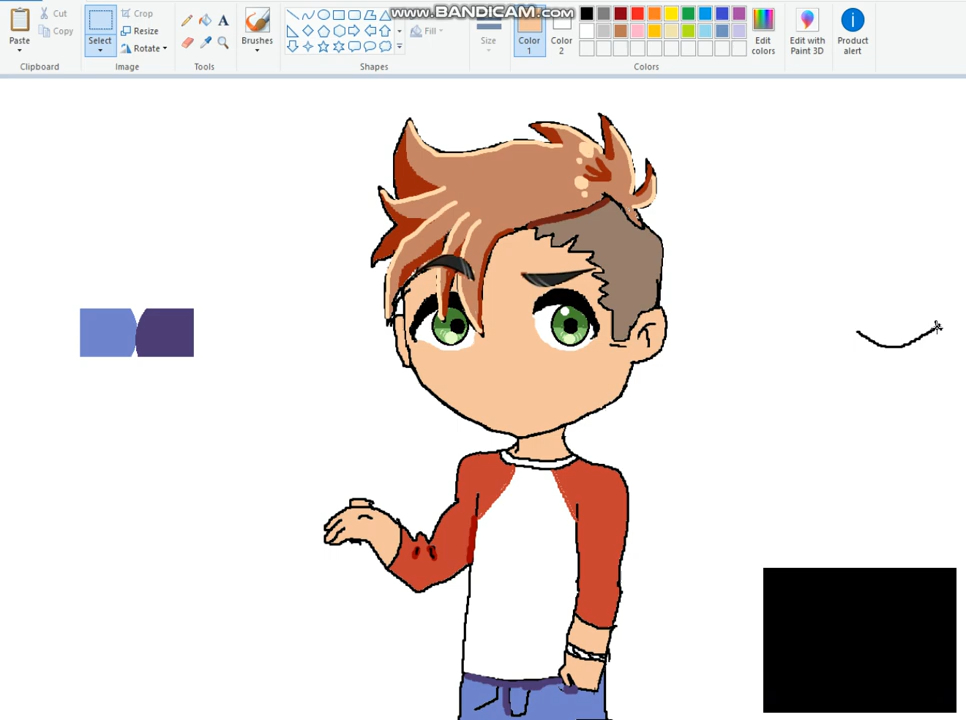 WWW.BANDICAM.COM
Cut
Copy
Paste
Clipboard
Select
Crop
Resize
Rotate
Image
A
Tools
Brushes
Shapes
Fill
Size
Color
1
Color
2
Colors
Edit
colors
Edit with
Paint 3D
Product
alert